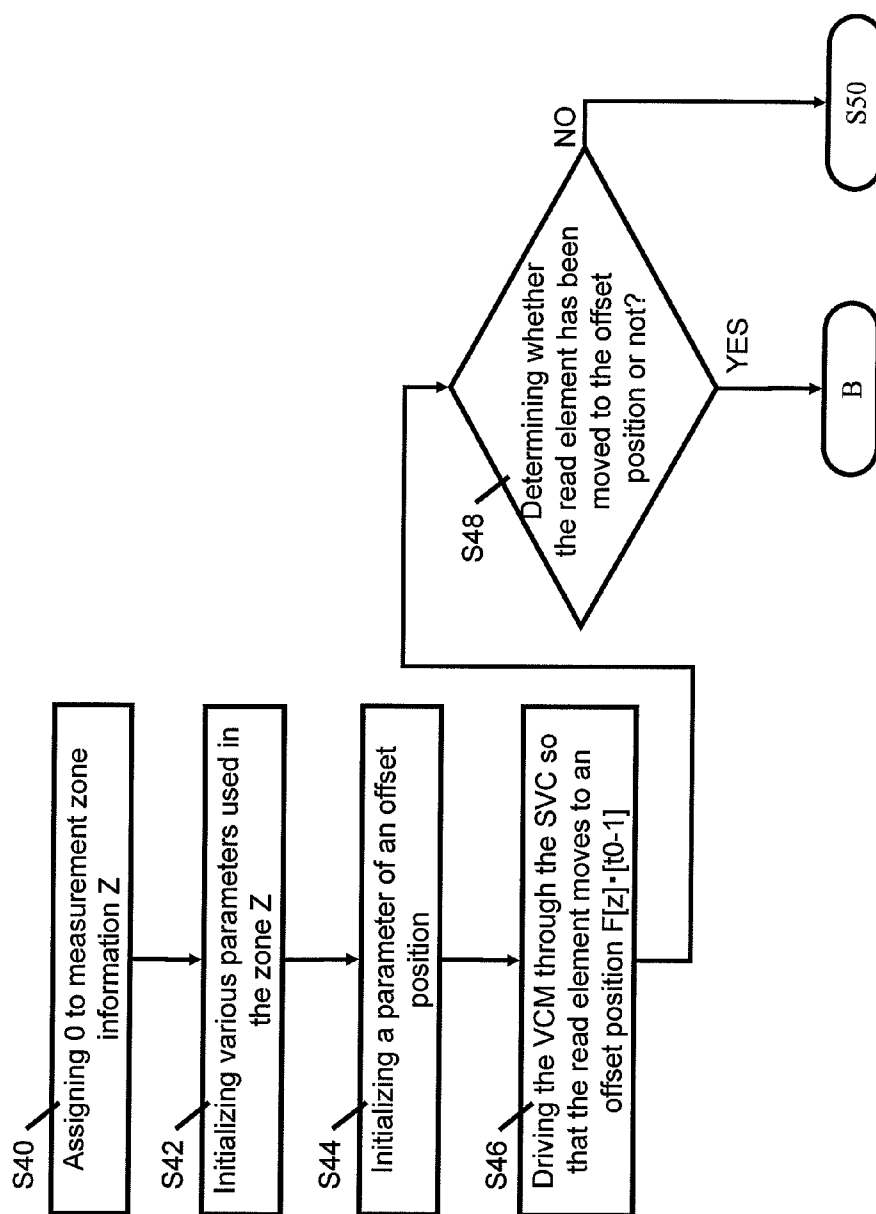 S40
Assigning 0 to measurement zone
information Z
S42
Initializing various parameters used in
the zone Z
S44
Initializing a parameter of an offset
position
S46
Driving the VCM through the SVC so
that the read element moves to an
offset position F[z]·[t0-1]
S48
Determining whether
the read element has been
moved to the offset
position or not?
NO
YES
B
S50